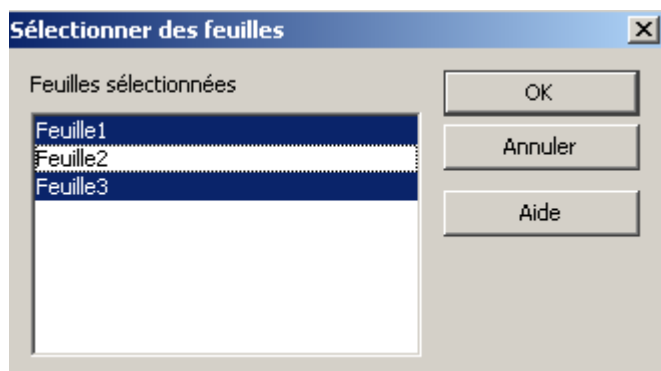 Sélectionner des feuilles
Feuilles sélectionnées
OK
Feuille1
Annuler
Feuille2
Feuille3
Aide